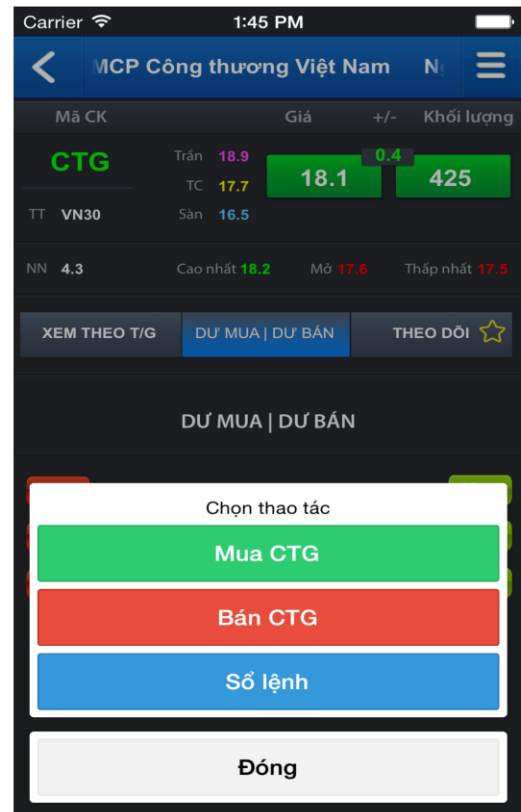 Carrier 1:45 PM
MCP Công thương Việt Nam
Mã CK Giá +/- Khối lượng
CTG Trần 18.9 18.1 0.4 425
TC 17.7
TT VN30 Sàn 16.5
NN 4.3 Cao nhất 18.2 Mở 17.6 Thấp nhất 17.5
XEM THEO T/G DƯ MUA | DƯ BÁN THEO DÕI
DƯ MUA | DƯ BÁN
Chọn thao tác
Mua CTG
Bán CTG
Sổ lệnh
Đóng